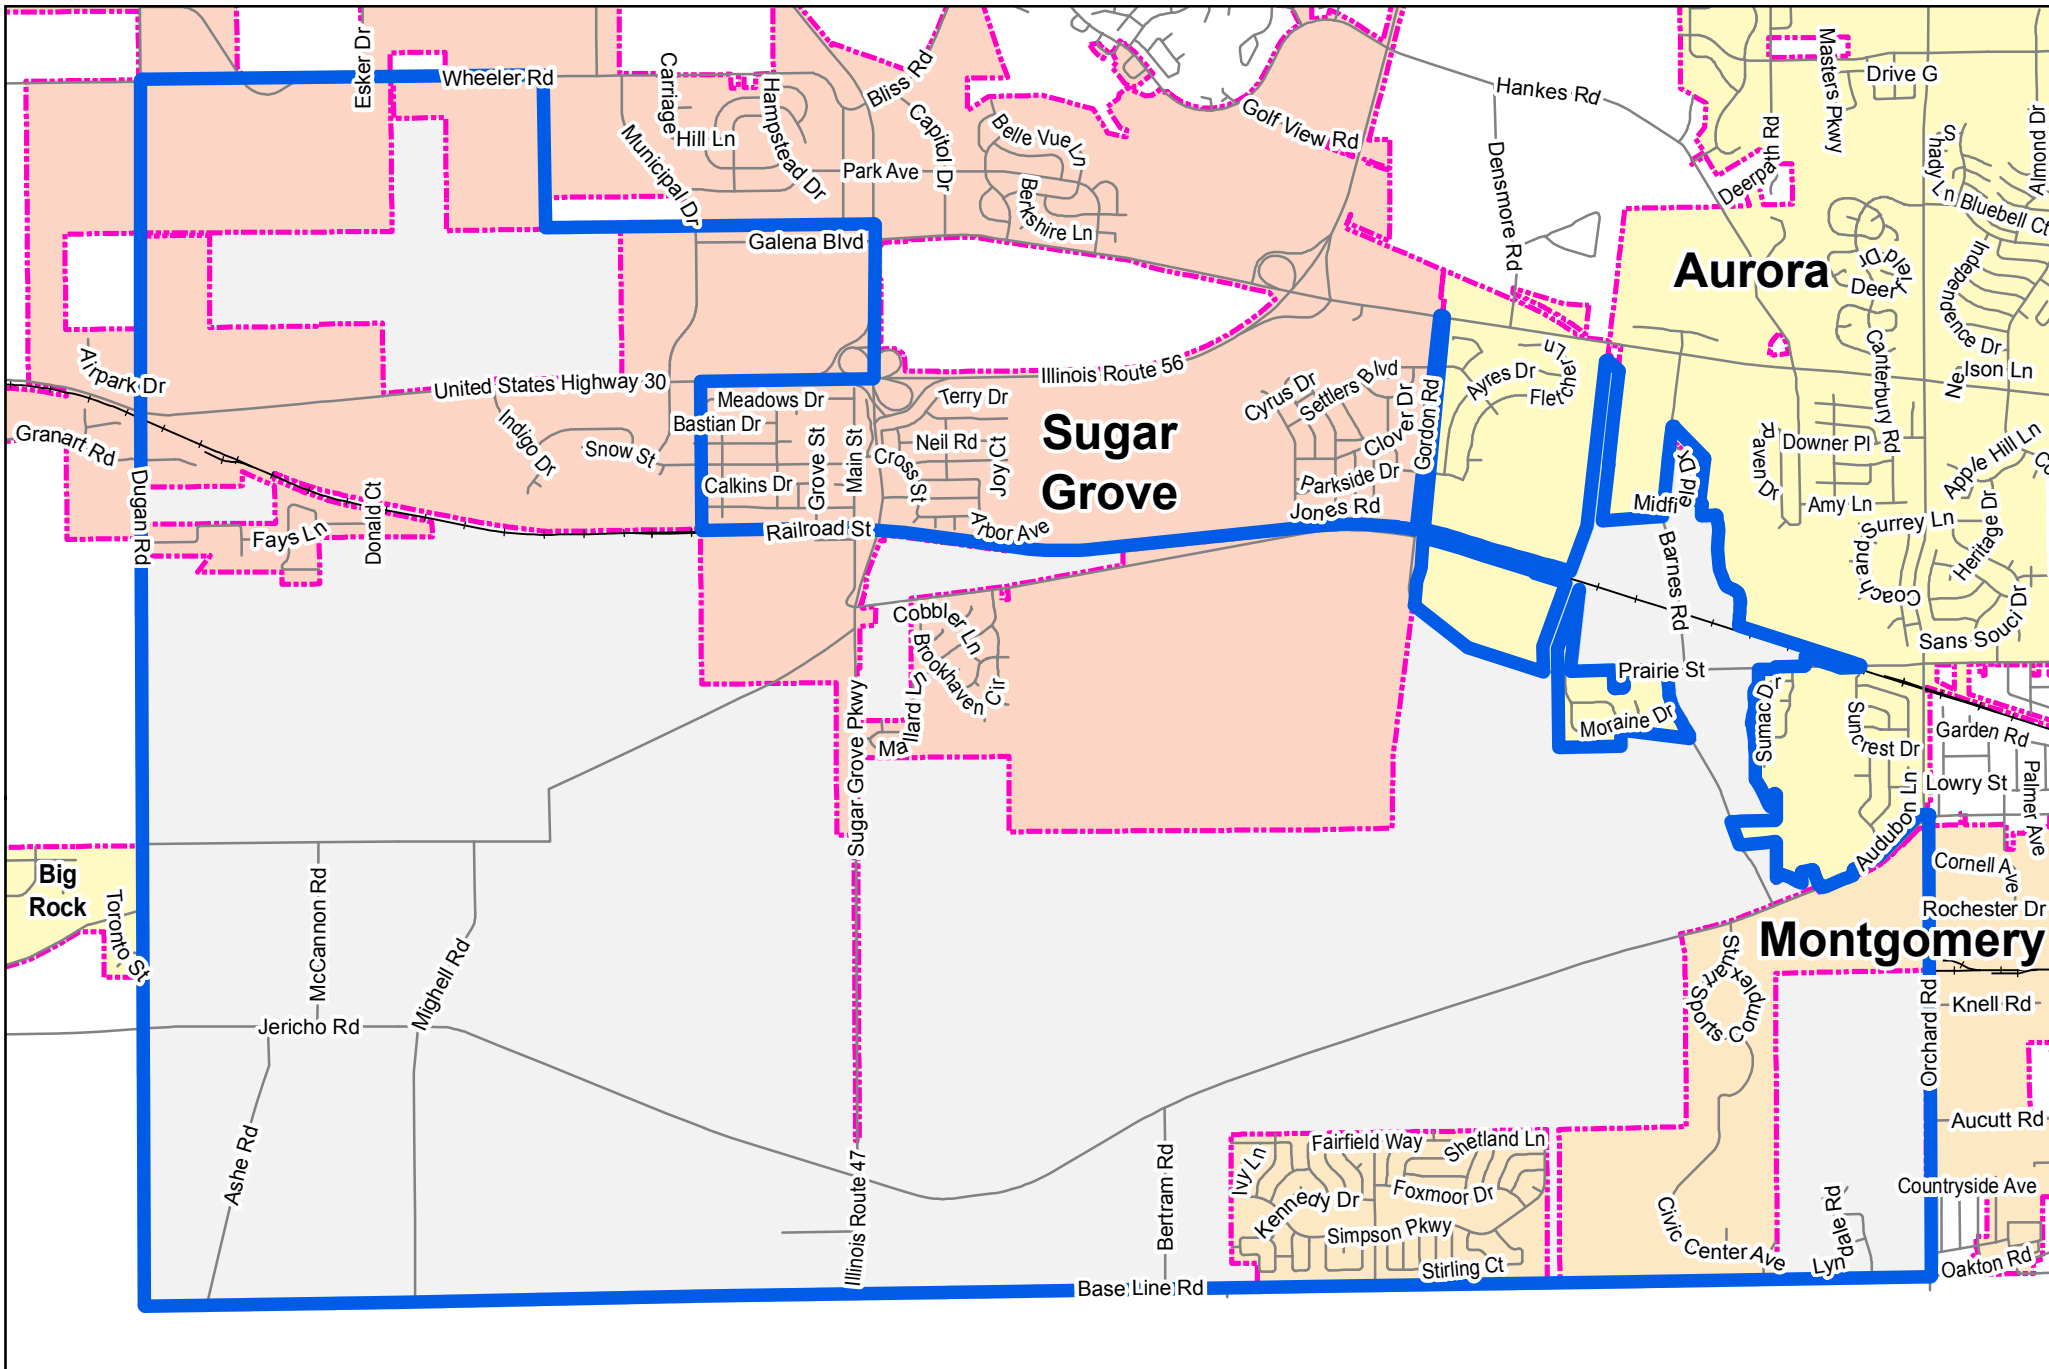 Esker Dr
Wheeler Rd
Carriage
Hill Ln
Hampstead Dr
Municipal Dr
Bliss Rd
Capitol Dr
Park Ave
Belle Vue Ln
Berkshire Ln
Golf View Rd
Hankes Rd
Densmore Rd
Masters Pkwy
Drive G
Deerpath Rd
Shady Ln
Almond Dr
Bluebell Ct
Galena Blvd
Aurora
Deerfield Dr
Independence Dr
Airpark Dr
United States Highway 30
Illinois Route 56
Granart Rd
Indigo Dr
Snow St
Meadows Dr
Bastian Dr
Calkins Dr
Grove St
Main St
Cross St
Terry Dr
Neil Rd
Joy Ct
Arbor Ave
Sugar
Grove
Cyrus Dr
Settlers Blvd
Clover Dr
Parkside Dr
Jones Rd
Gordon Rd
Ayres Dr
Fletcher Ln
Midfield Dr
Barnes Rd
Canterbury Rd
Nelson Ln
Raven Dr
Downer Pl
Amy Ln
Apple Hill Ln
Co
Surrey Ln
Coach and
Heritage Dr
Sans Souci Dr
Dugan Rd
Fays Ln
Donald Ct
Railroad St
Cobbler Ln
Brookhaven Cir
Mallard Ln
Sugar Grove Pkwy
Prairie St
Moraine Dr
Sumac Dr
Suncrest Dr
Garden Rd
Lowry St
Palmer Ave
Audubon Ln
Cornell Ave
Rochester Dr
Big
Rock
Toronto St
McCannon Rd
Mighell Rd
Jericho Rd
Montgomery
Stuart Sports Complex
Orchard Rd
Knell Rd
Aucutt Rd
Ashe Rd
Illinois Route 47
Bertram Rd
Ivy Ln
Fairfield Way
Shetland Ln
Kennedy Dr
Foxmoor Dr
Simpson Pkwy
Stirling Ct
Civic Center Ave
Lyndale Rd
Countryside Ave
Oakton Rd
Base Line Rd